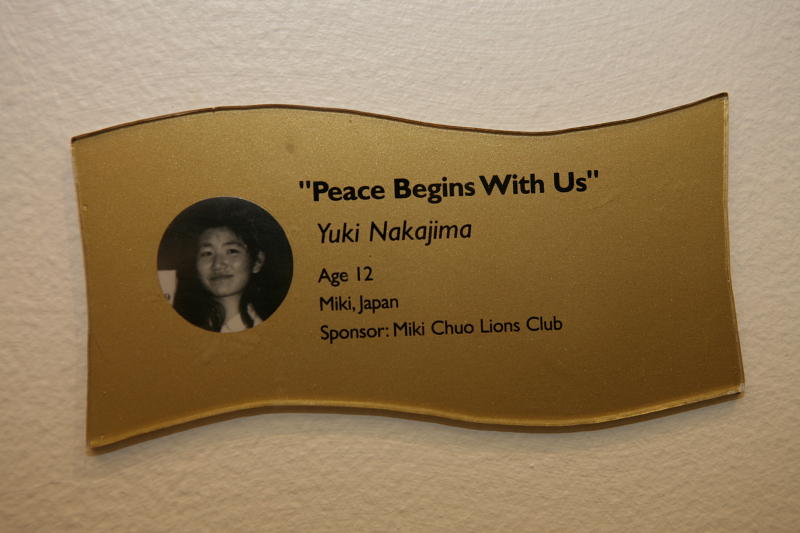 "Peace Begins With Us"
Yuki Nakajima
Age 12
Miki, Japan
Sponsor: Miki Chuo Lions Club